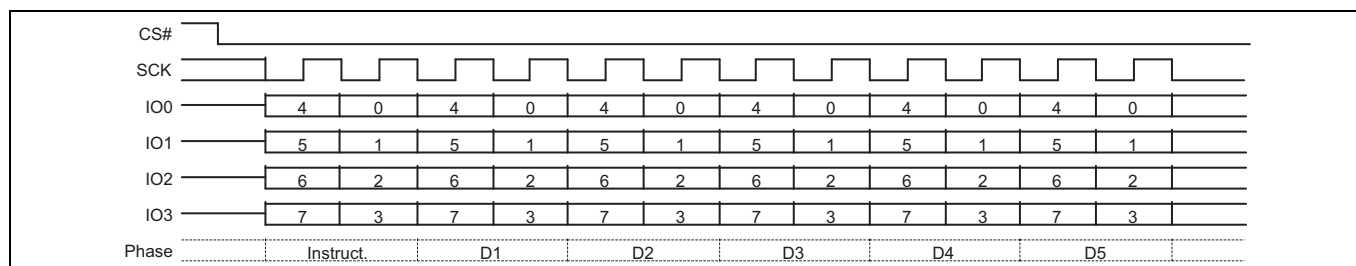 CS#
SCK
IO0 4 0 4 0 4 0 4 0 4 0 4 0
IO1 5 1 5 1 5 1 5 1 5 1 5 1
IO2 6 2 6 2 6 2 6 2 6 2 6 2
IO3 7 3 7 3 7 3 7 3 7 3 7 3
Phase Instruct. D1 D2 D3 D4 D5